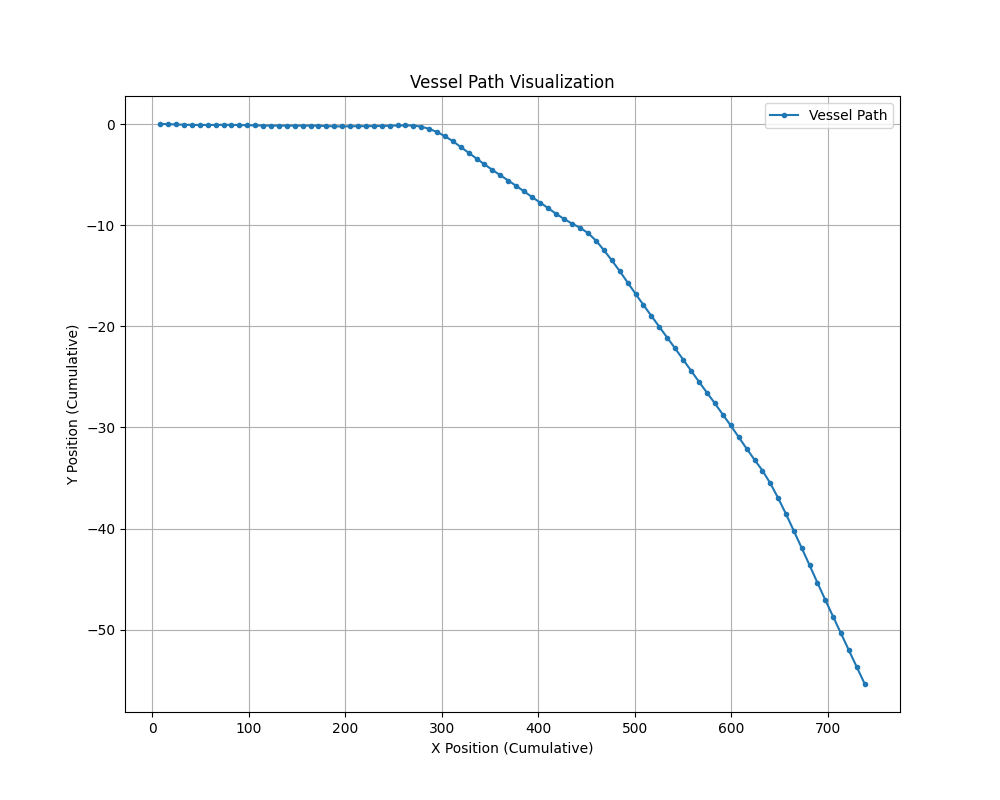 Vessel Path Visualization
Vessel Path
0
−10
−20
−30
−40
−50
Y Position (Cumulative)
0 100 200 300 400 500 600 700
X Position (Cumulative)